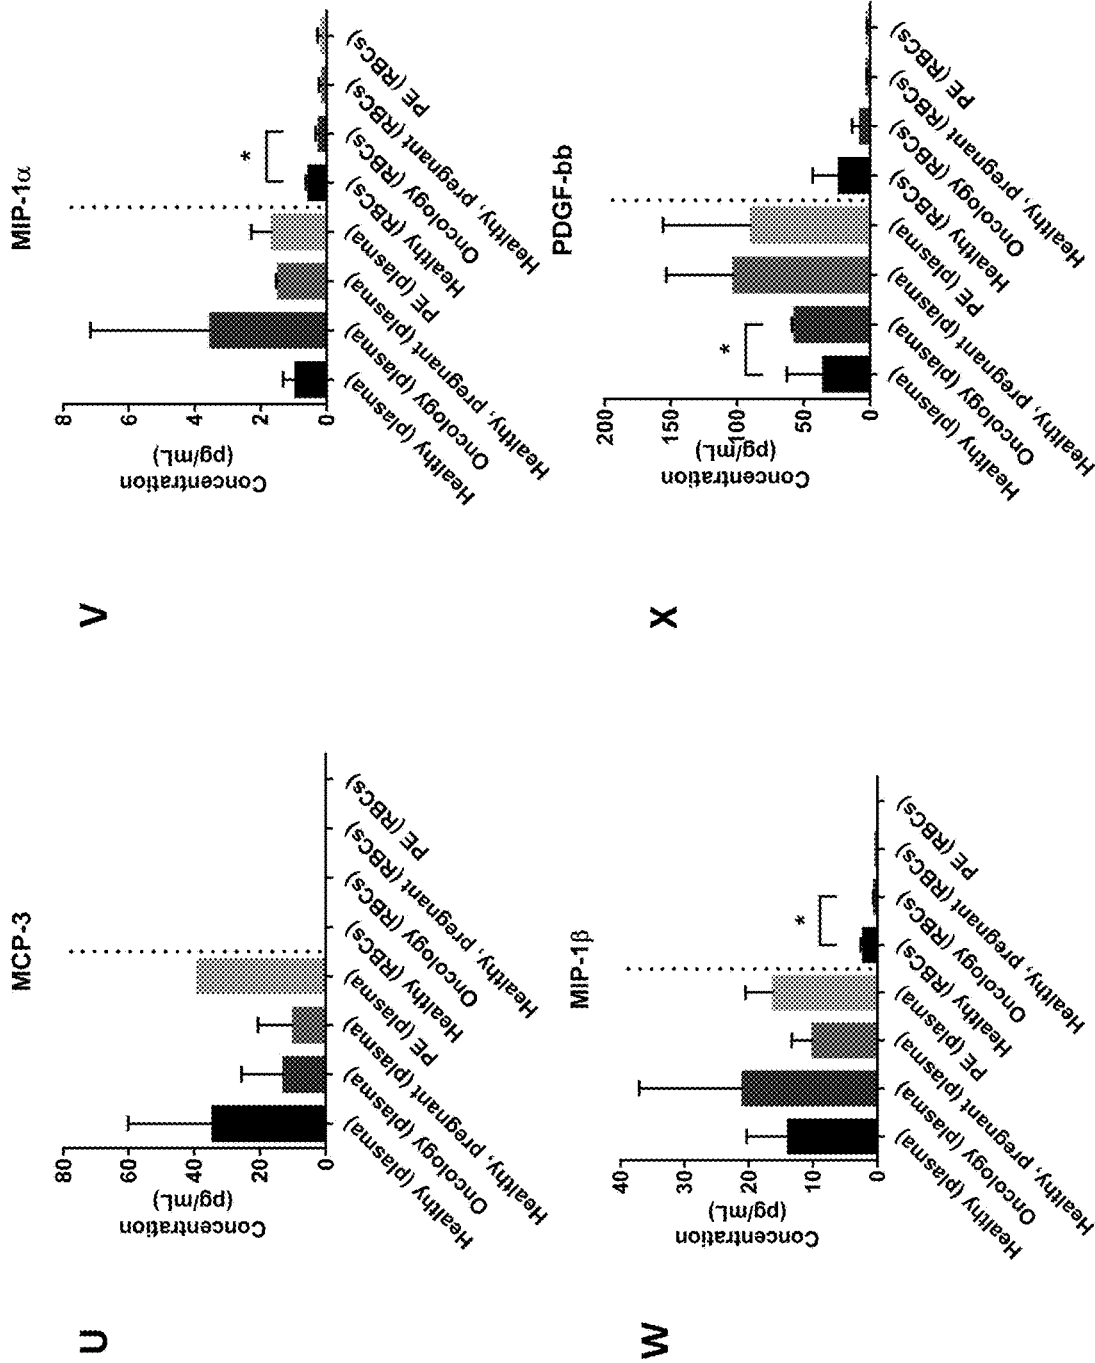 U
MCP-3
Concentration
(pg/mL)
80
60
40
20
0
Healthy (plasma)
Oncology (plasma)
Healthy, pregnant (plasma)
PE (plasma)
Healthy (RBCs)
Oncology (RBCs)
Healthy, pregnant (RBCs)
PE (RBCs)
V
MIP-1α
Concentration
(pg/mL)
8
6
4
2
0
*
Healthy (plasma)
Oncology (plasma)
Healthy, pregnant (plasma)
PE (plasma)
Healthy (RBCs)
Oncology (RBCs)
Healthy, pregnant (RBCs)
PE (RBCs)
W
MIP-1β
Concentration
(pg/mL)
40
30
20
10
0
*
Healthy (plasma)
Oncology (plasma)
Healthy, pregnant (plasma)
PE (plasma)
Healthy (RBCs)
Oncology (RBCs)
Healthy, pregnant (RBCs)
PE (RBCs)
X
PDGF-bb
Concentration
(pg/mL)
200
150
100
50
0
*
Healthy (plasma)
Oncology (plasma)
Healthy, pregnant (plasma)
PE (plasma)
Healthy (RBCs)
Oncology (RBCs)
Healthy, pregnant (RBCs)
PE (RBCs)